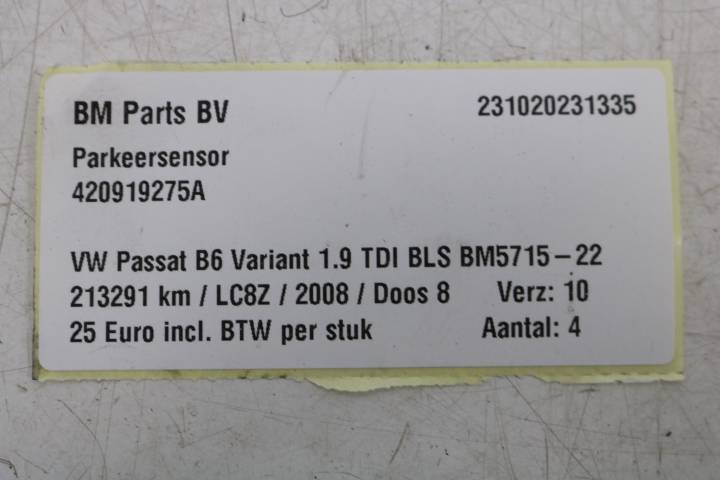 BM Parts BV 231020231335
Parkeersensor
420919275A
VW Passat B6 Variant 1.9 TDI BLS BM5715-22
213291 km / LC8Z / 2008 / Doos 8 Verz: 10
25 Euro incl. BTW per stuk Aantal: 4